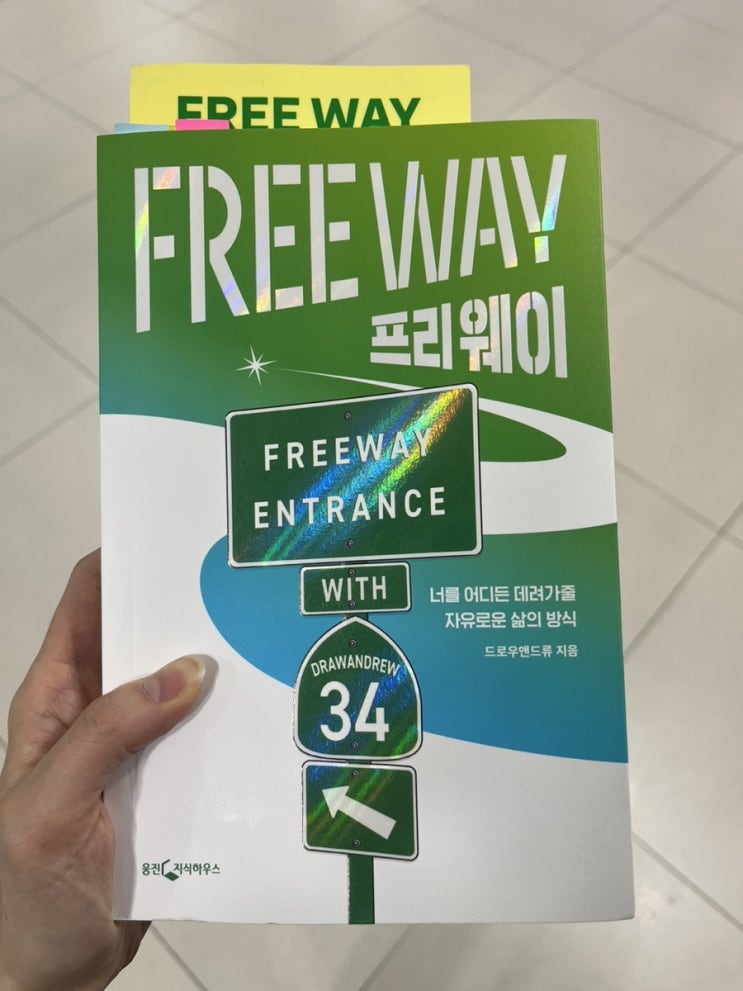 FREE WAY
FREE WAY
프리웨이
FREEWAY
ENTRANCE
WITH
너를 어디든 데려가줄
자유로운 삶의 방식
드로우앤드류 지음
DRAWANDREW
34
웅진 지식하우스